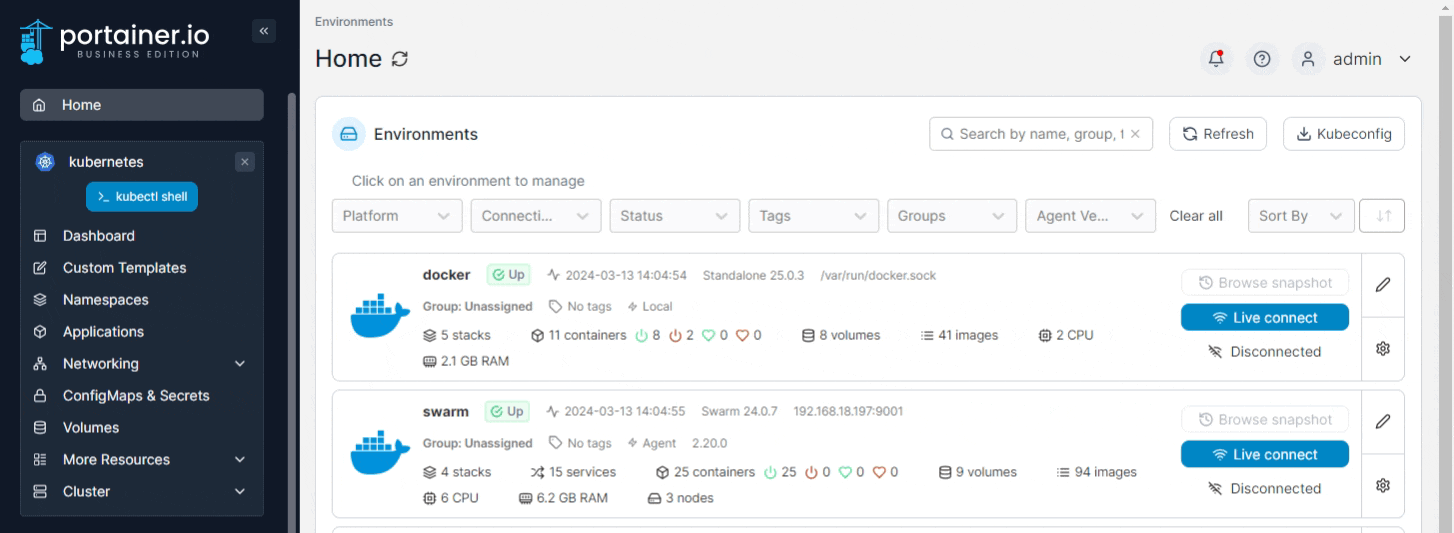 portainer.io
BUSINESS EDITION
Home
kubernetes
kubectl shell
Dashboard
Custom Templates
Namespaces
Applications
Networking
ConfigMaps & Secrets
Volumes
More Resources
Cluster
Environments
Home
admin
Environments
Search by name, group, t
Refresh
Kubeconfig
Click on an environment to manage
Platform
Connecti...
Status
Tags
Groups
Agent Ve...
Clear all
Sort By
docker Up 2024-03-13 14:04:54 Standalone 25.0.3 /var/run/docker.sock
Group: Unassigned No tags Local
5 stacks 11 containers 8 2 0 0 8 volumes 41 images 2 CPU
2.1 GB RAM
Browse snapshot
Live connect
Disconnected
swarm Up 2024-03-13 14:04:55 Swarm 24.0.7 192.168.18.197:9001
Group: Unassigned No tags Agent 2.20.0
4 stacks 15 services 25 containers 25 0 0 0 9 volumes 94 images
6 CPU 6.2 GB RAM 3 nodes
Browse snapshot
Live connect
Disconnected